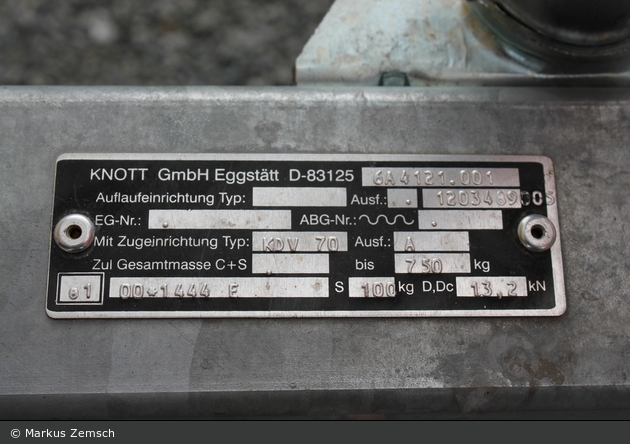 KNOTT GmbH Eggstätt D-83125 6A4121.001
Auflaufeinrichtung Typ: Ausf.: . 1203489D0S
EG-Nr.: . ABG-Nr.: .
Mit Zugeinrichtung Typ: KDV 70 Ausf.: A
Zul Gesamtmasse C+S bis 750 kg
e1 00*1444 F S 100 kg D,Dc 13,2 kN
© Markus Zemsch